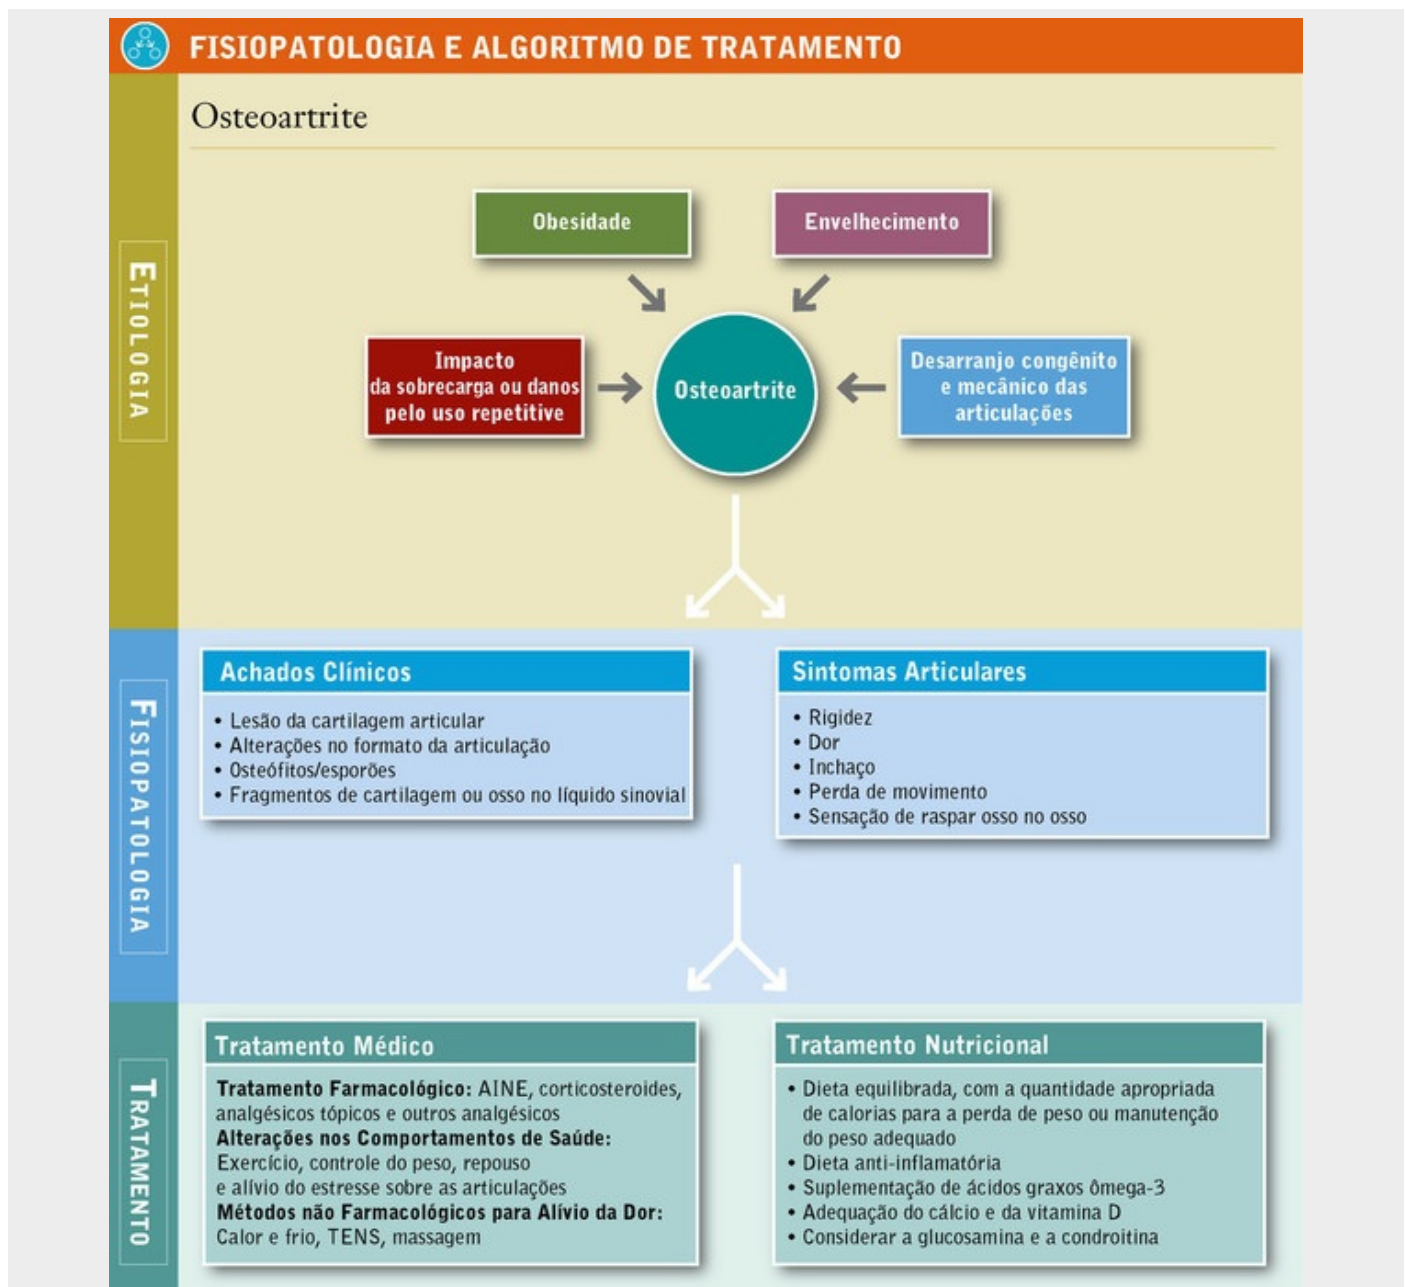 FISIOPATOLOGIA E ALGORITMO DE TRATAMENTO
Osteoartrite
ETIOLOGIA
Obesidade
Envelhecimento
Impacto
da sobrecarga ou danos
pelo uso repetitive
Osteoartrite
Desarranjo congênito
e mecânico das
articulações
FISIOPATOLOGIA
Achados Clínicos
• Lesão da cartilagem articular
• Alterações no formato da articulação
• Osteófitos/esporões
• Fragmentos de cartilagem ou osso no líquido sinovial
Sintomas Articulares
• Rigidez
• Dor
• Inchaço
• Perda de movimento
• Sensação de raspar osso no osso
TRATAMENTO
Tratamento Médico
Tratamento Farmacológico: AINE, corticosteroides,
analgésicos tópicos e outros analgésicos
Alterações nos Comportamentos de Saúde:
Exercício, controle do peso, repouso
e alívio do estresse sobre as articulações
Métodos não Farmacológicos para Alívio da Dor:
Calor e frio, TENS, massagem
Tratamento Nutricional
• Dieta equilibrada, com a quantidade apropriada
de calorias para a perda de peso ou manutenção
do peso adequado
• Dieta anti-inflamatória
• Suplementação de ácidos graxos ômega-3
• Adequação do cálcio e da vitamina D
• Considerar a glucosamina e a condroitina